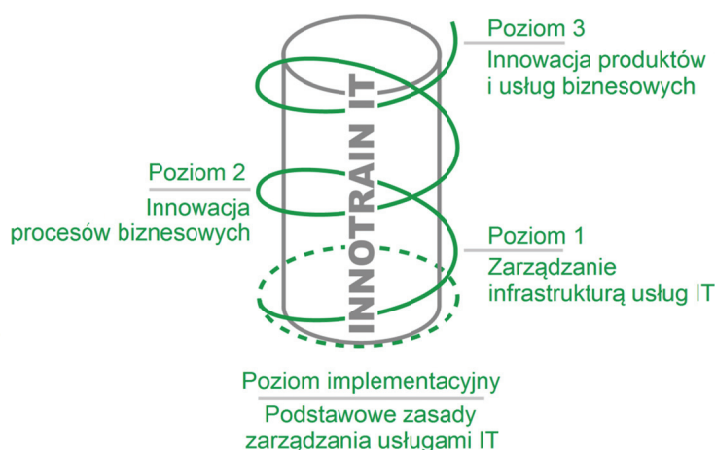 Poziom 3
Innowacja produktów
i usług biznesowych
INNOTRAIN IT
Poziom 2
Innowacja
procesów biznesowych
Poziom 1
Zarządzanie
infrastrukturą usług IT
Poziom implementacyjny
Podstawowe zasady
zarządzania usługami IT